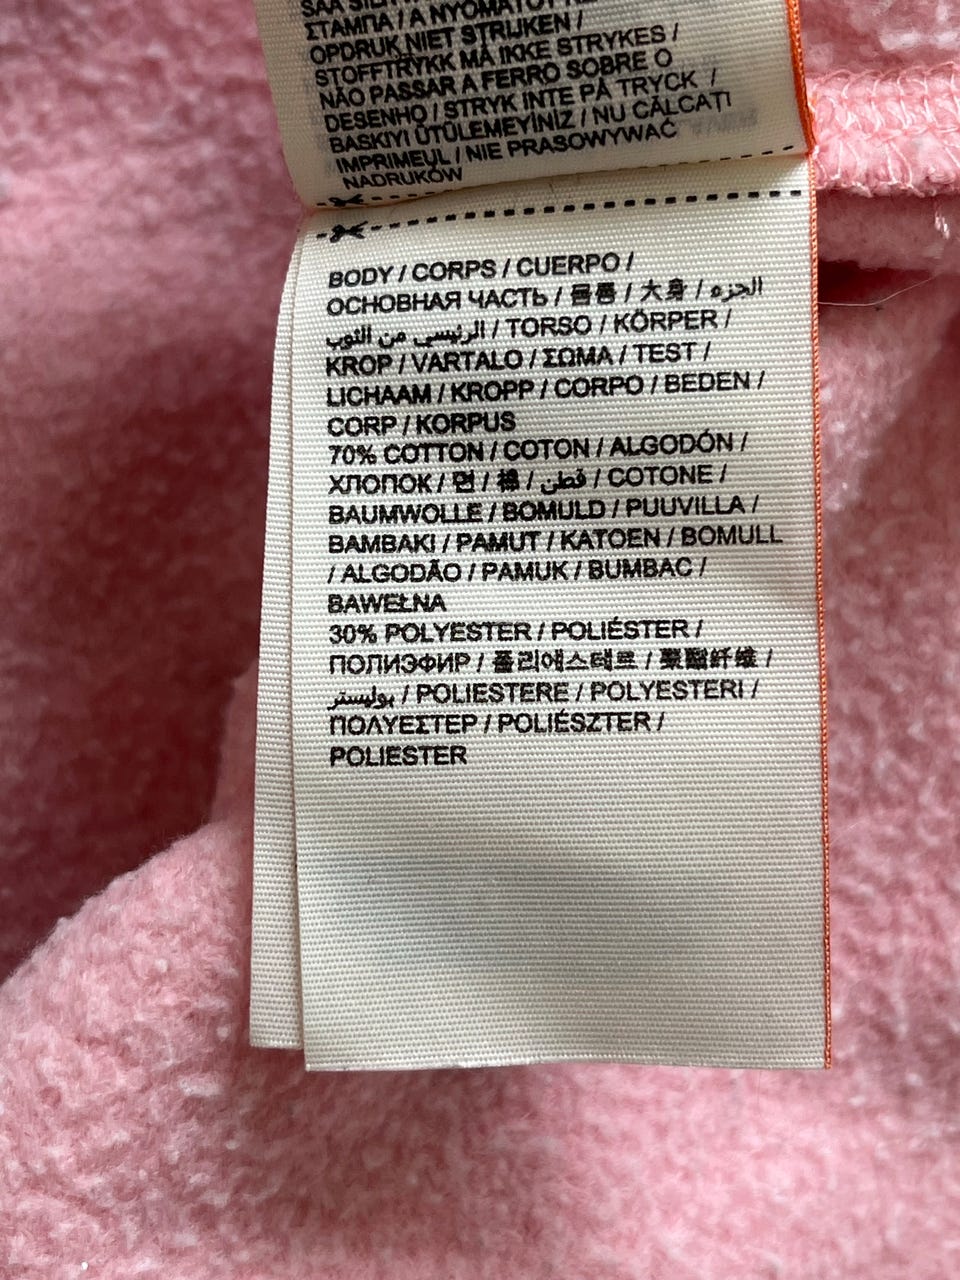 ΣΤΑΜΠΑ / A NYOMATOT
OPDRUK NIET STRIJKEN /
STOFFTRYKK MÅ IKKE STRYKES /
NÃO PASSAR A FERRO SOBRE O
DESENHO / STRYK INTE PÅ TRYCK /
BASKIYI ÜTÜLEMEYİNİZ / NU CĂLCAȚI
IMPRIMEUL / NIE PRASOWYWAĆ
NADRUKÓW
BODY / CORPS / CUERPO /
ОСНОВНАЯ ЧАСТЬ / 몸통 / 大身 / الجزء
الرئيسي من الثوب / TORSO / KÖRPER /
KROP / VARTALO / ΣΩΜΑ / TEST /
LICHAAM / KROPP / CORPO / BEDEN /
CORP / KORPUS
70% COTTON / COTON / ALGODÓN /
ХЛОПОК / 면 / 棉 / قطن / COTONE /
BAUMWOLLE / BOMULD / PUUVILLA /
BAMBAKI / PAMUT / KATOEN / BOMULL
/ ALGODÃO / PAMUK / BUMBAC /
BAWEŁNA
30% POLYESTER / POLIÉSTER /
ПОЛИЭФИР / 폴리에스테르 / 聚酯纤维 /
بوليستر / POLIESTERE / POLYESTERI /
ΠΟΛΥΕΣΤΕΡ / POLIÉSZTER /
POLIESTER